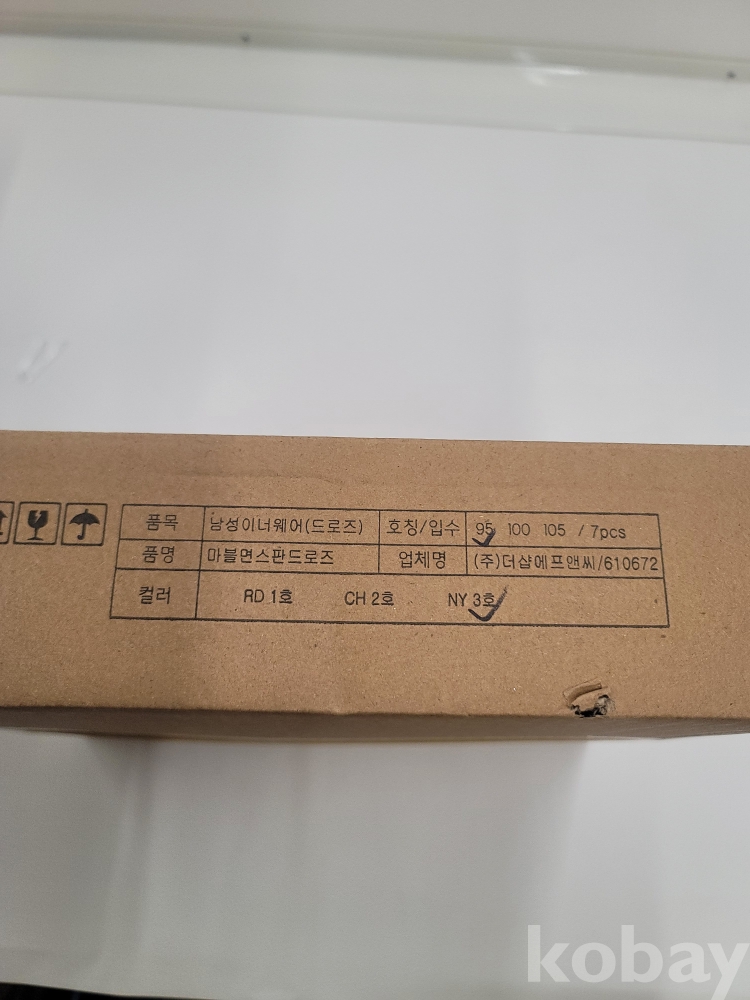 품목 남성이너웨어(드로즈) 호칭/입수 95 100 105 / 7pcs
품명 마블면스판드로즈 업체명 (주)더샵에프앤씨/610672
컬러 RD 1호 CH 2호 NY 3호
kobay